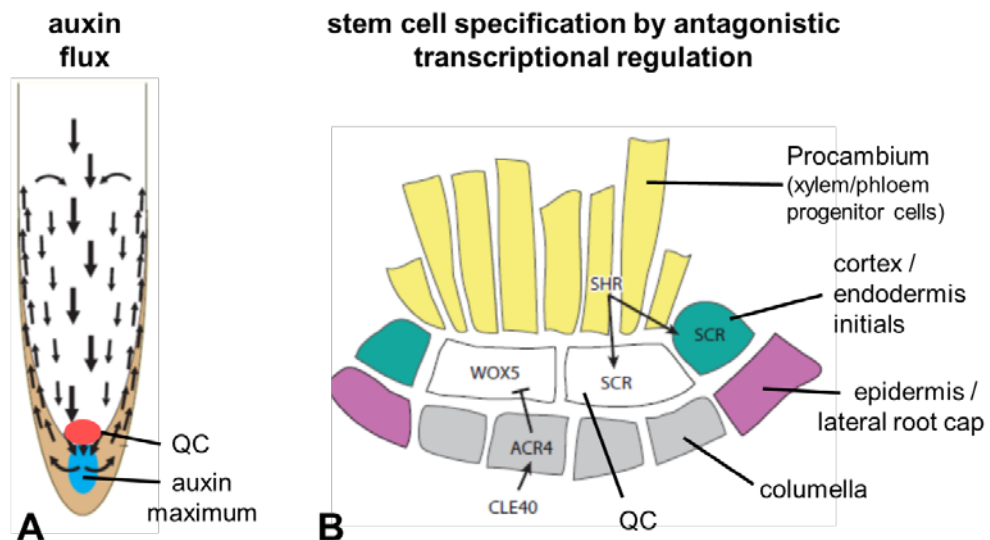 auxin
flux
stem cell specification by antagonistic
transcriptional regulation
QC
auxin
maximum
A
Procambium
(xylem/phloem
progenitor cells)
cortex /
endodermis
initials
SHR
SCR
WOX5
SCR
epidermis /
lateral root cap
ACR4
columella
CLE40
QC
B